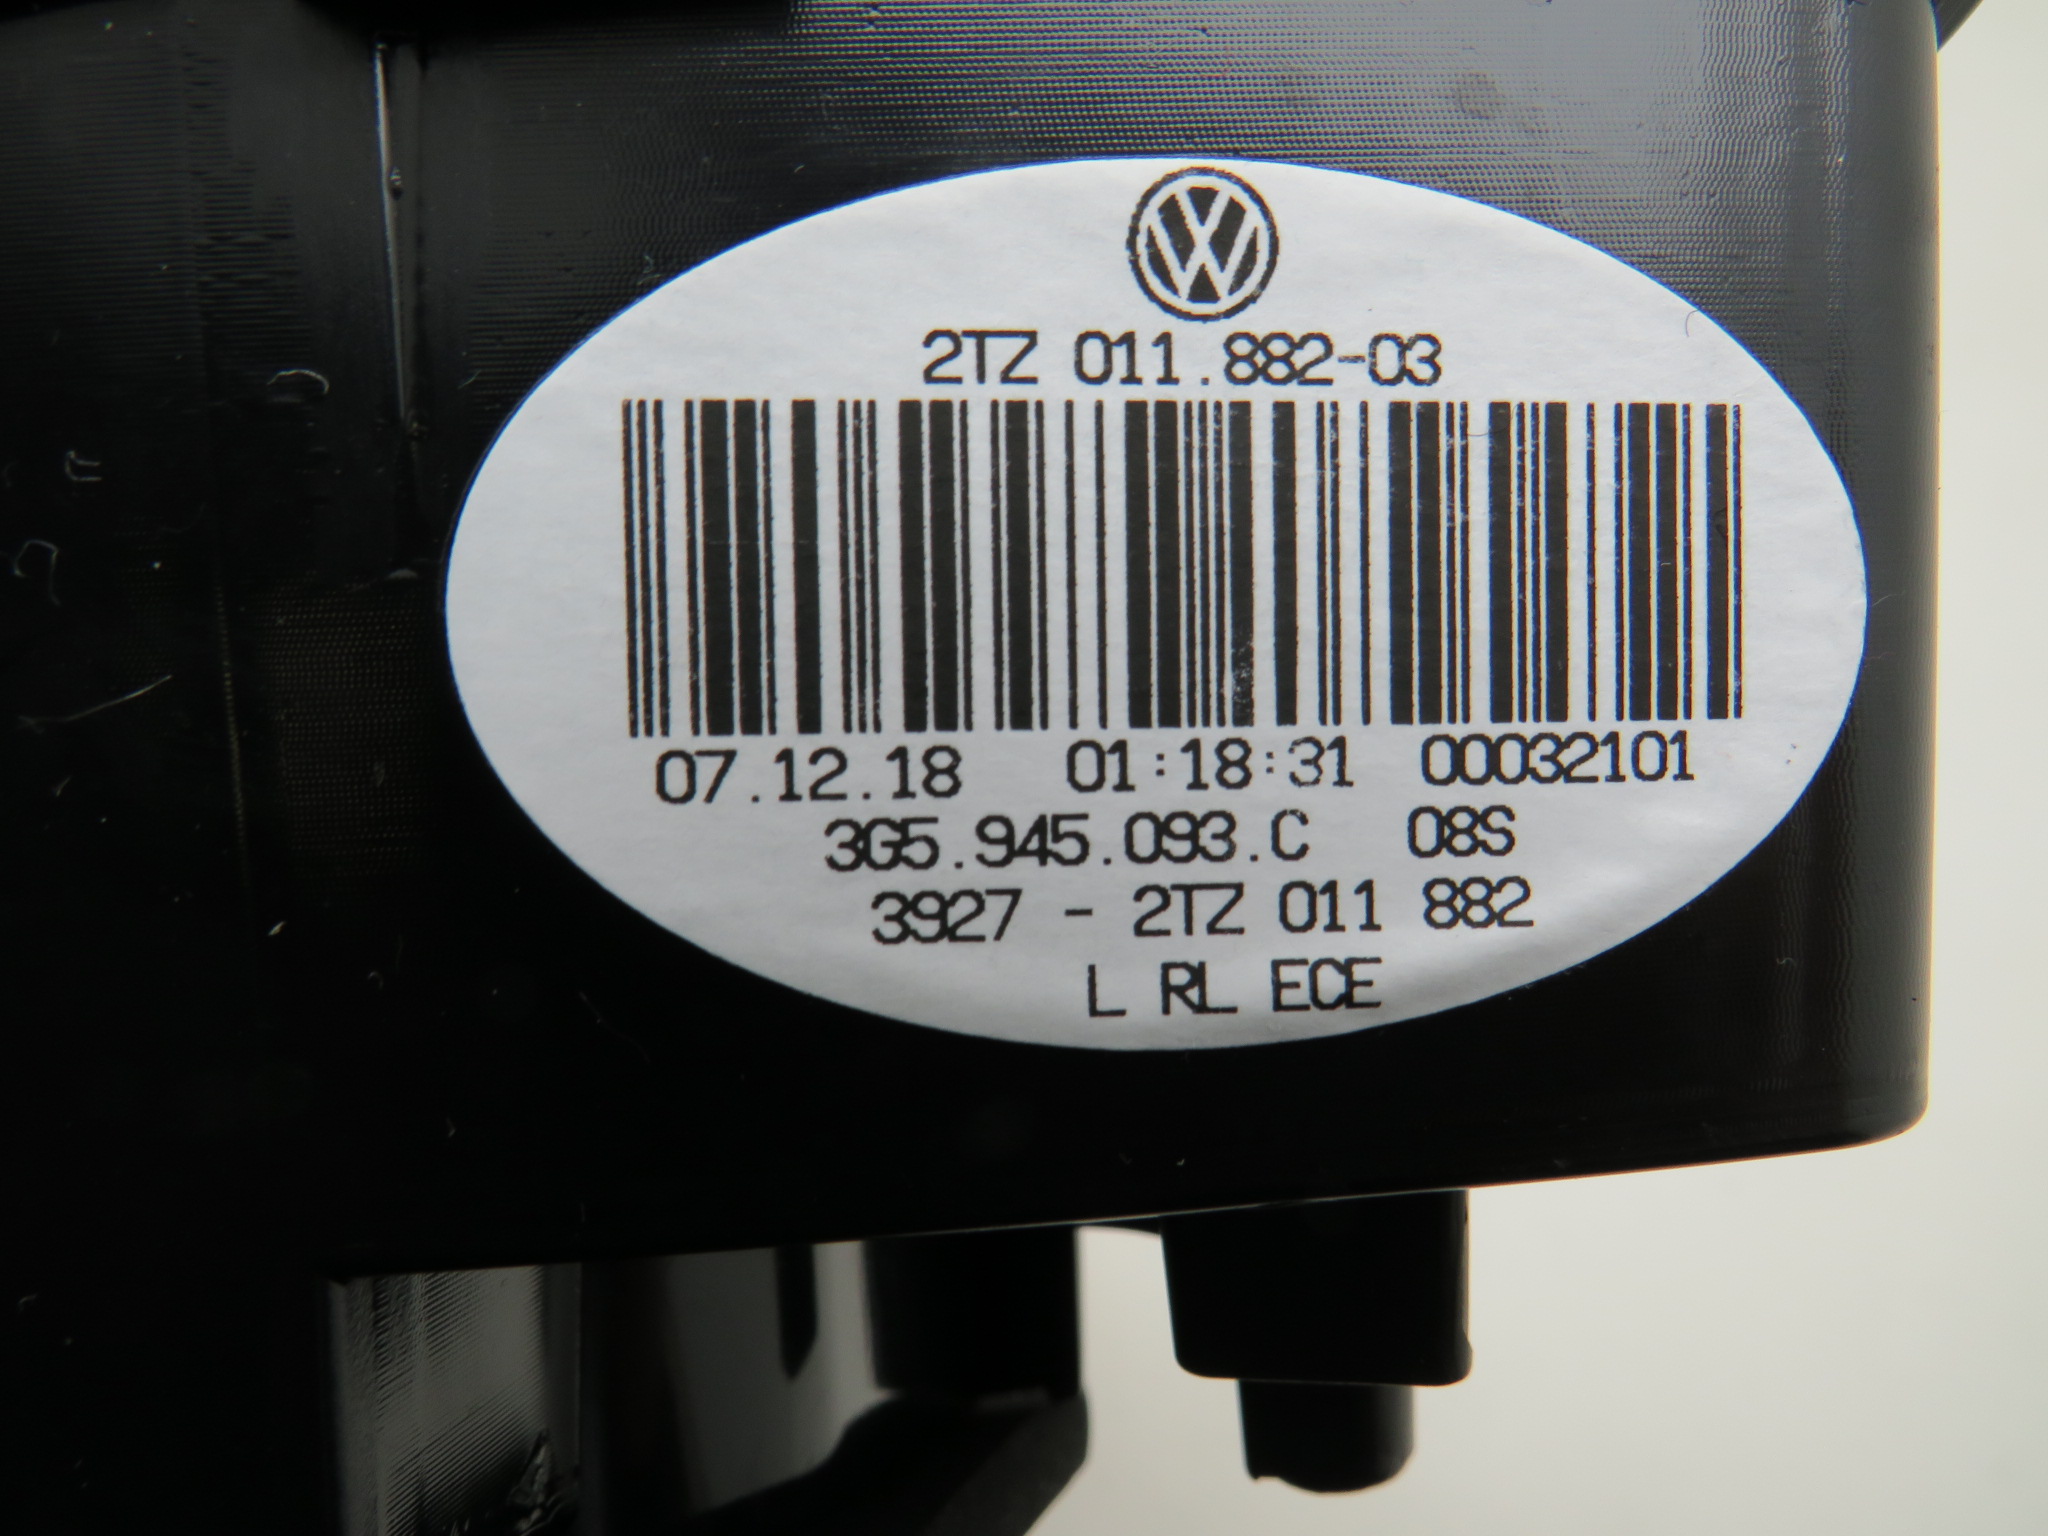 2TZ 011.882-03
07.12.18 01:18:31 00032101
3G5.945.093.C 08S
3927 - 2TZ 011 882
L RL ECE